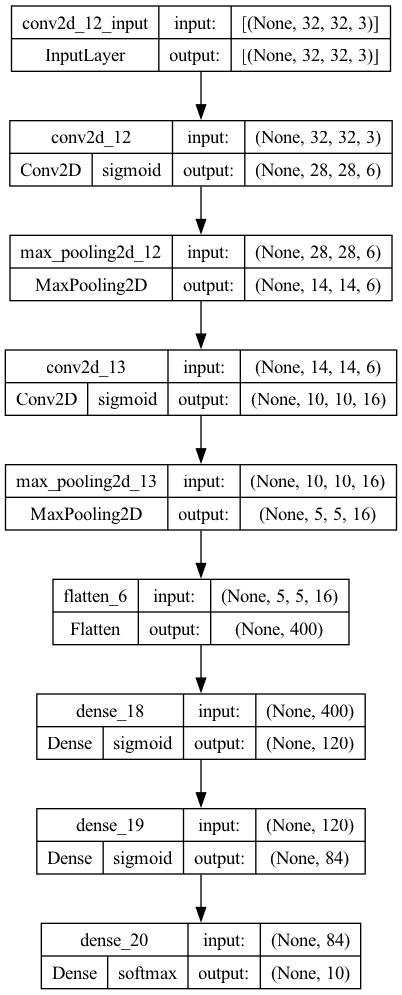 conv2d_12_input input: [(None, 32, 32, 3)]
InputLayer output: [(None, 32, 32, 3)]
conv2d_12 input: (None, 32, 32, 3)
Conv2D sigmoid output: (None, 28, 28, 6)
max_pooling2d_12 input: (None, 28, 28, 6)
MaxPooling2D output: (None, 14, 14, 6)
conv2d_13 input: (None, 14, 14, 6)
Conv2D sigmoid output: (None, 10, 10, 16)
max_pooling2d_13 input: (None, 10, 10, 16)
MaxPooling2D output: (None, 5, 5, 16)
flatten_6 input: (None, 5, 5, 16)
Flatten output: (None, 400)
dense_18 input: (None, 400)
Dense sigmoid output: (None, 120)
dense_19 input: (None, 120)
Dense sigmoid output: (None, 84)
dense_20 input: (None, 84)
Dense softmax output: (None, 10)